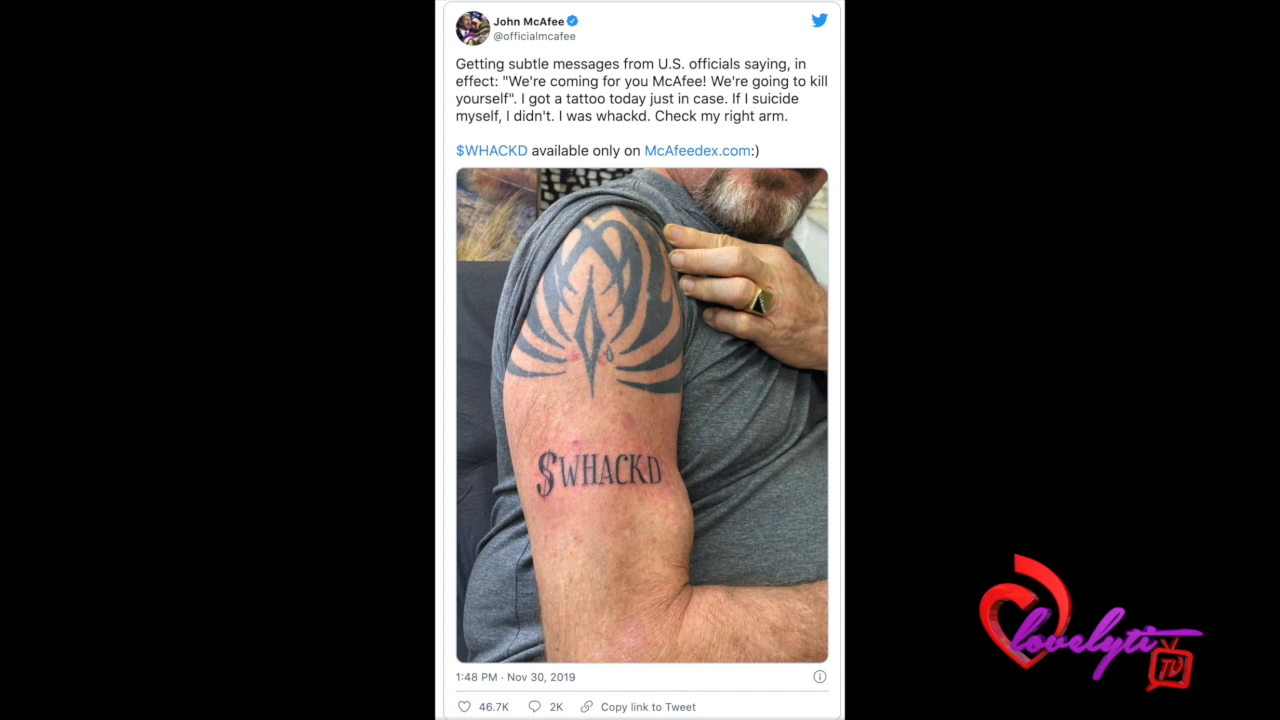 John McAfee
@officialmcafee
Getting subtle messages from U.S. officials saying, in
effect: "We're coming for you McAfee! We're going to kill
yourself". I got a tattoo today just in case. If I suicide
myself, I didn't. I was whackd. Check my right arm.
$WHACKD available only on McAfeedex.com:)
$WHACKD
1:48 PM · Nov 30, 2019
46.7K 2K Copy link to Tweet
lovelyti
TV